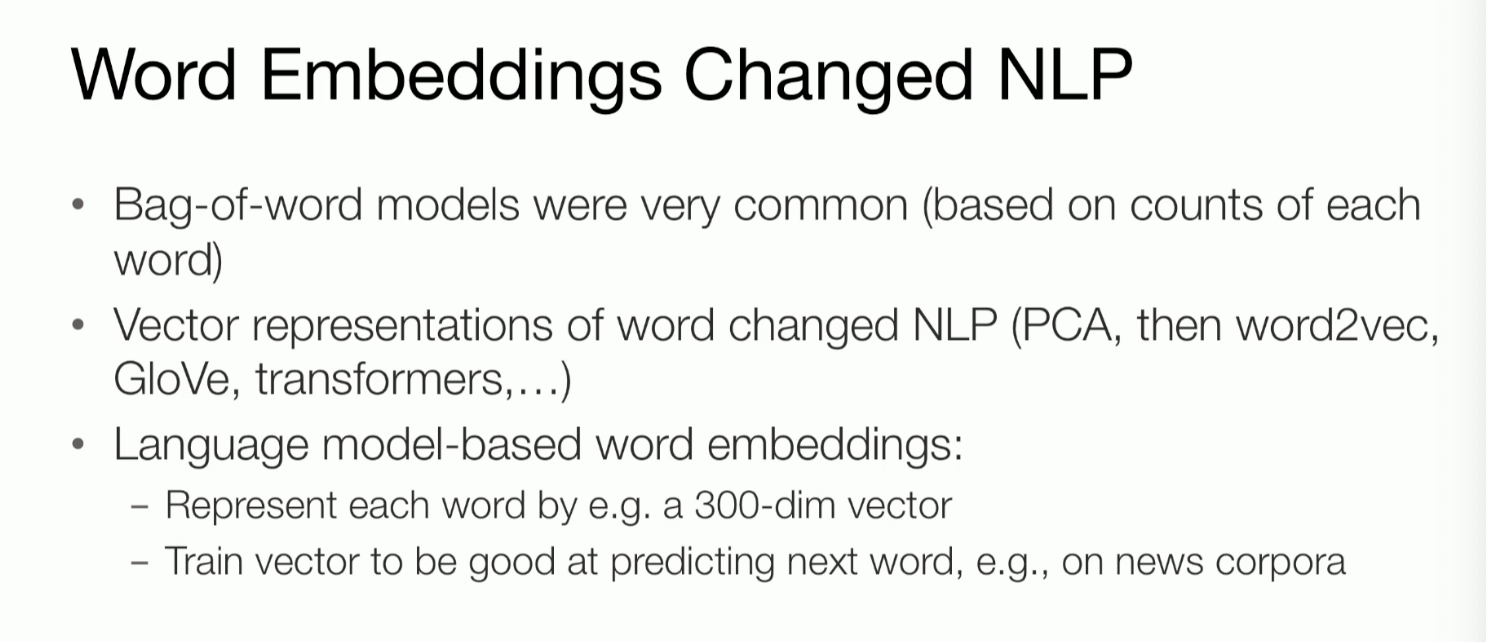 Word Embeddings Changed NLP
• Bag-of-word models were very common (based on counts of each
word)
• Vector representations of word changed NLP (PCA, then word2vec,
GloVe, transformers,…)
• Language model-based word embeddings:
– Represent each word by e.g. a 300-dim vector
– Train vector to be good at predicting next word, e.g., on news corpora